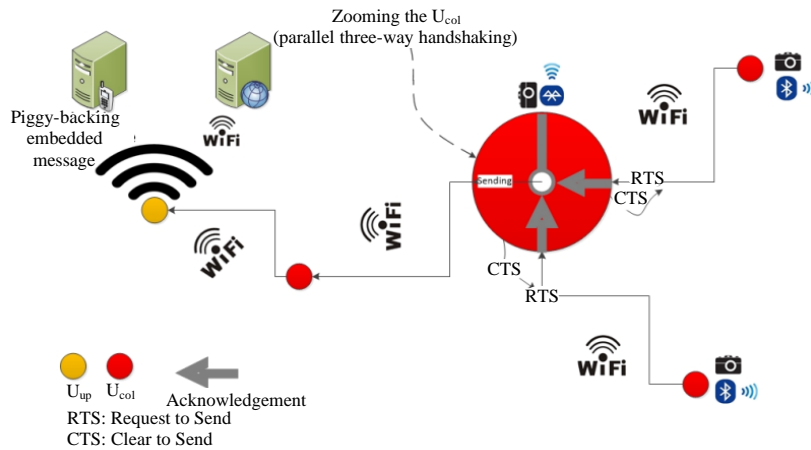 Zooming the Ucol
(parallel three-way handshaking)
Piggy-backing
embedded
message
WiFi
WiFi
Sending
RTS
CTS
WiFi
WiFi
CTS
RTS
WiFi
Uup Ucol
Acknowledgement
RTS: Request to Send
CTS: Clear to Send